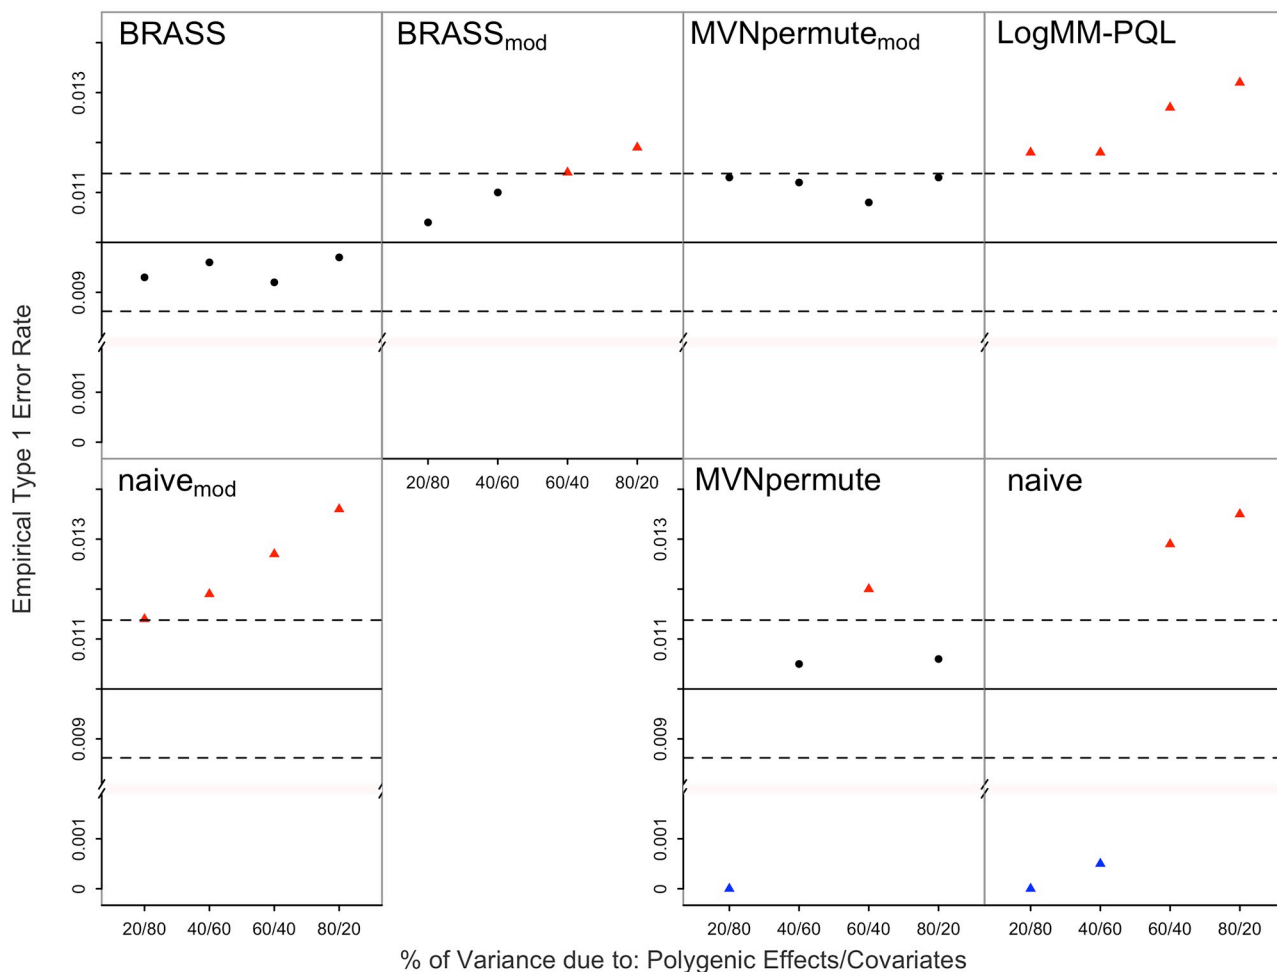 BRASS
BRASSmod
MVNpermutemod
LogMM-PQL
0.013
0.011
0.009
0.001
0
Empirical Type 1 Error Rate
naivemod
20/80 40/60 60/40 80/20
MVNpermute
naive
0.013
0.011
0.009
0.001
0
0.013
0.011
0.009
0.001
0
20/80 40/60 60/40 80/20
20/80 40/60 60/40 80/20
20/80 40/60 60/40 80/20
% of Variance due to: Polygenic Effects/Covariates